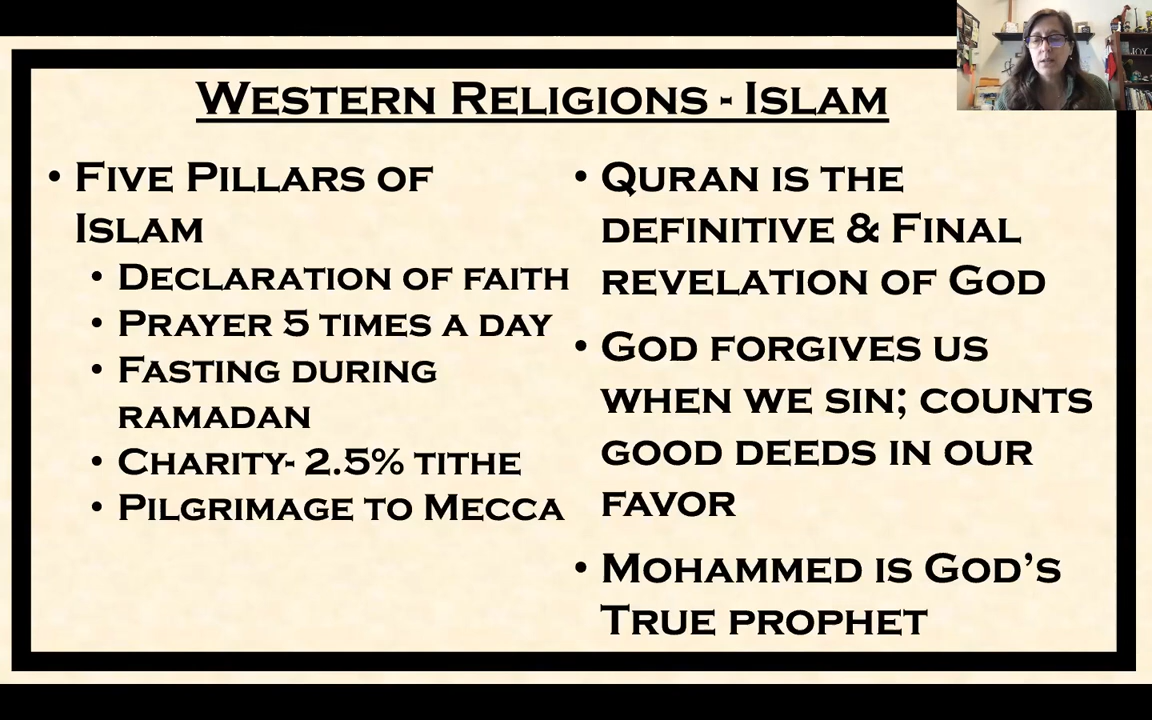 Western Religions - Islam
• Five Pillars of
Islam
• Declaration of faith
• Prayer 5 times a day
• Fasting during
ramadan
• Charity- 2.5% tithe
• Pilgrimage to Mecca
• Quran is the
definitive & Final
revelation of God
• God forgives us
when we sin; counts
good deeds in our
favor
• Mohammed is God’s
True prophet
JOY